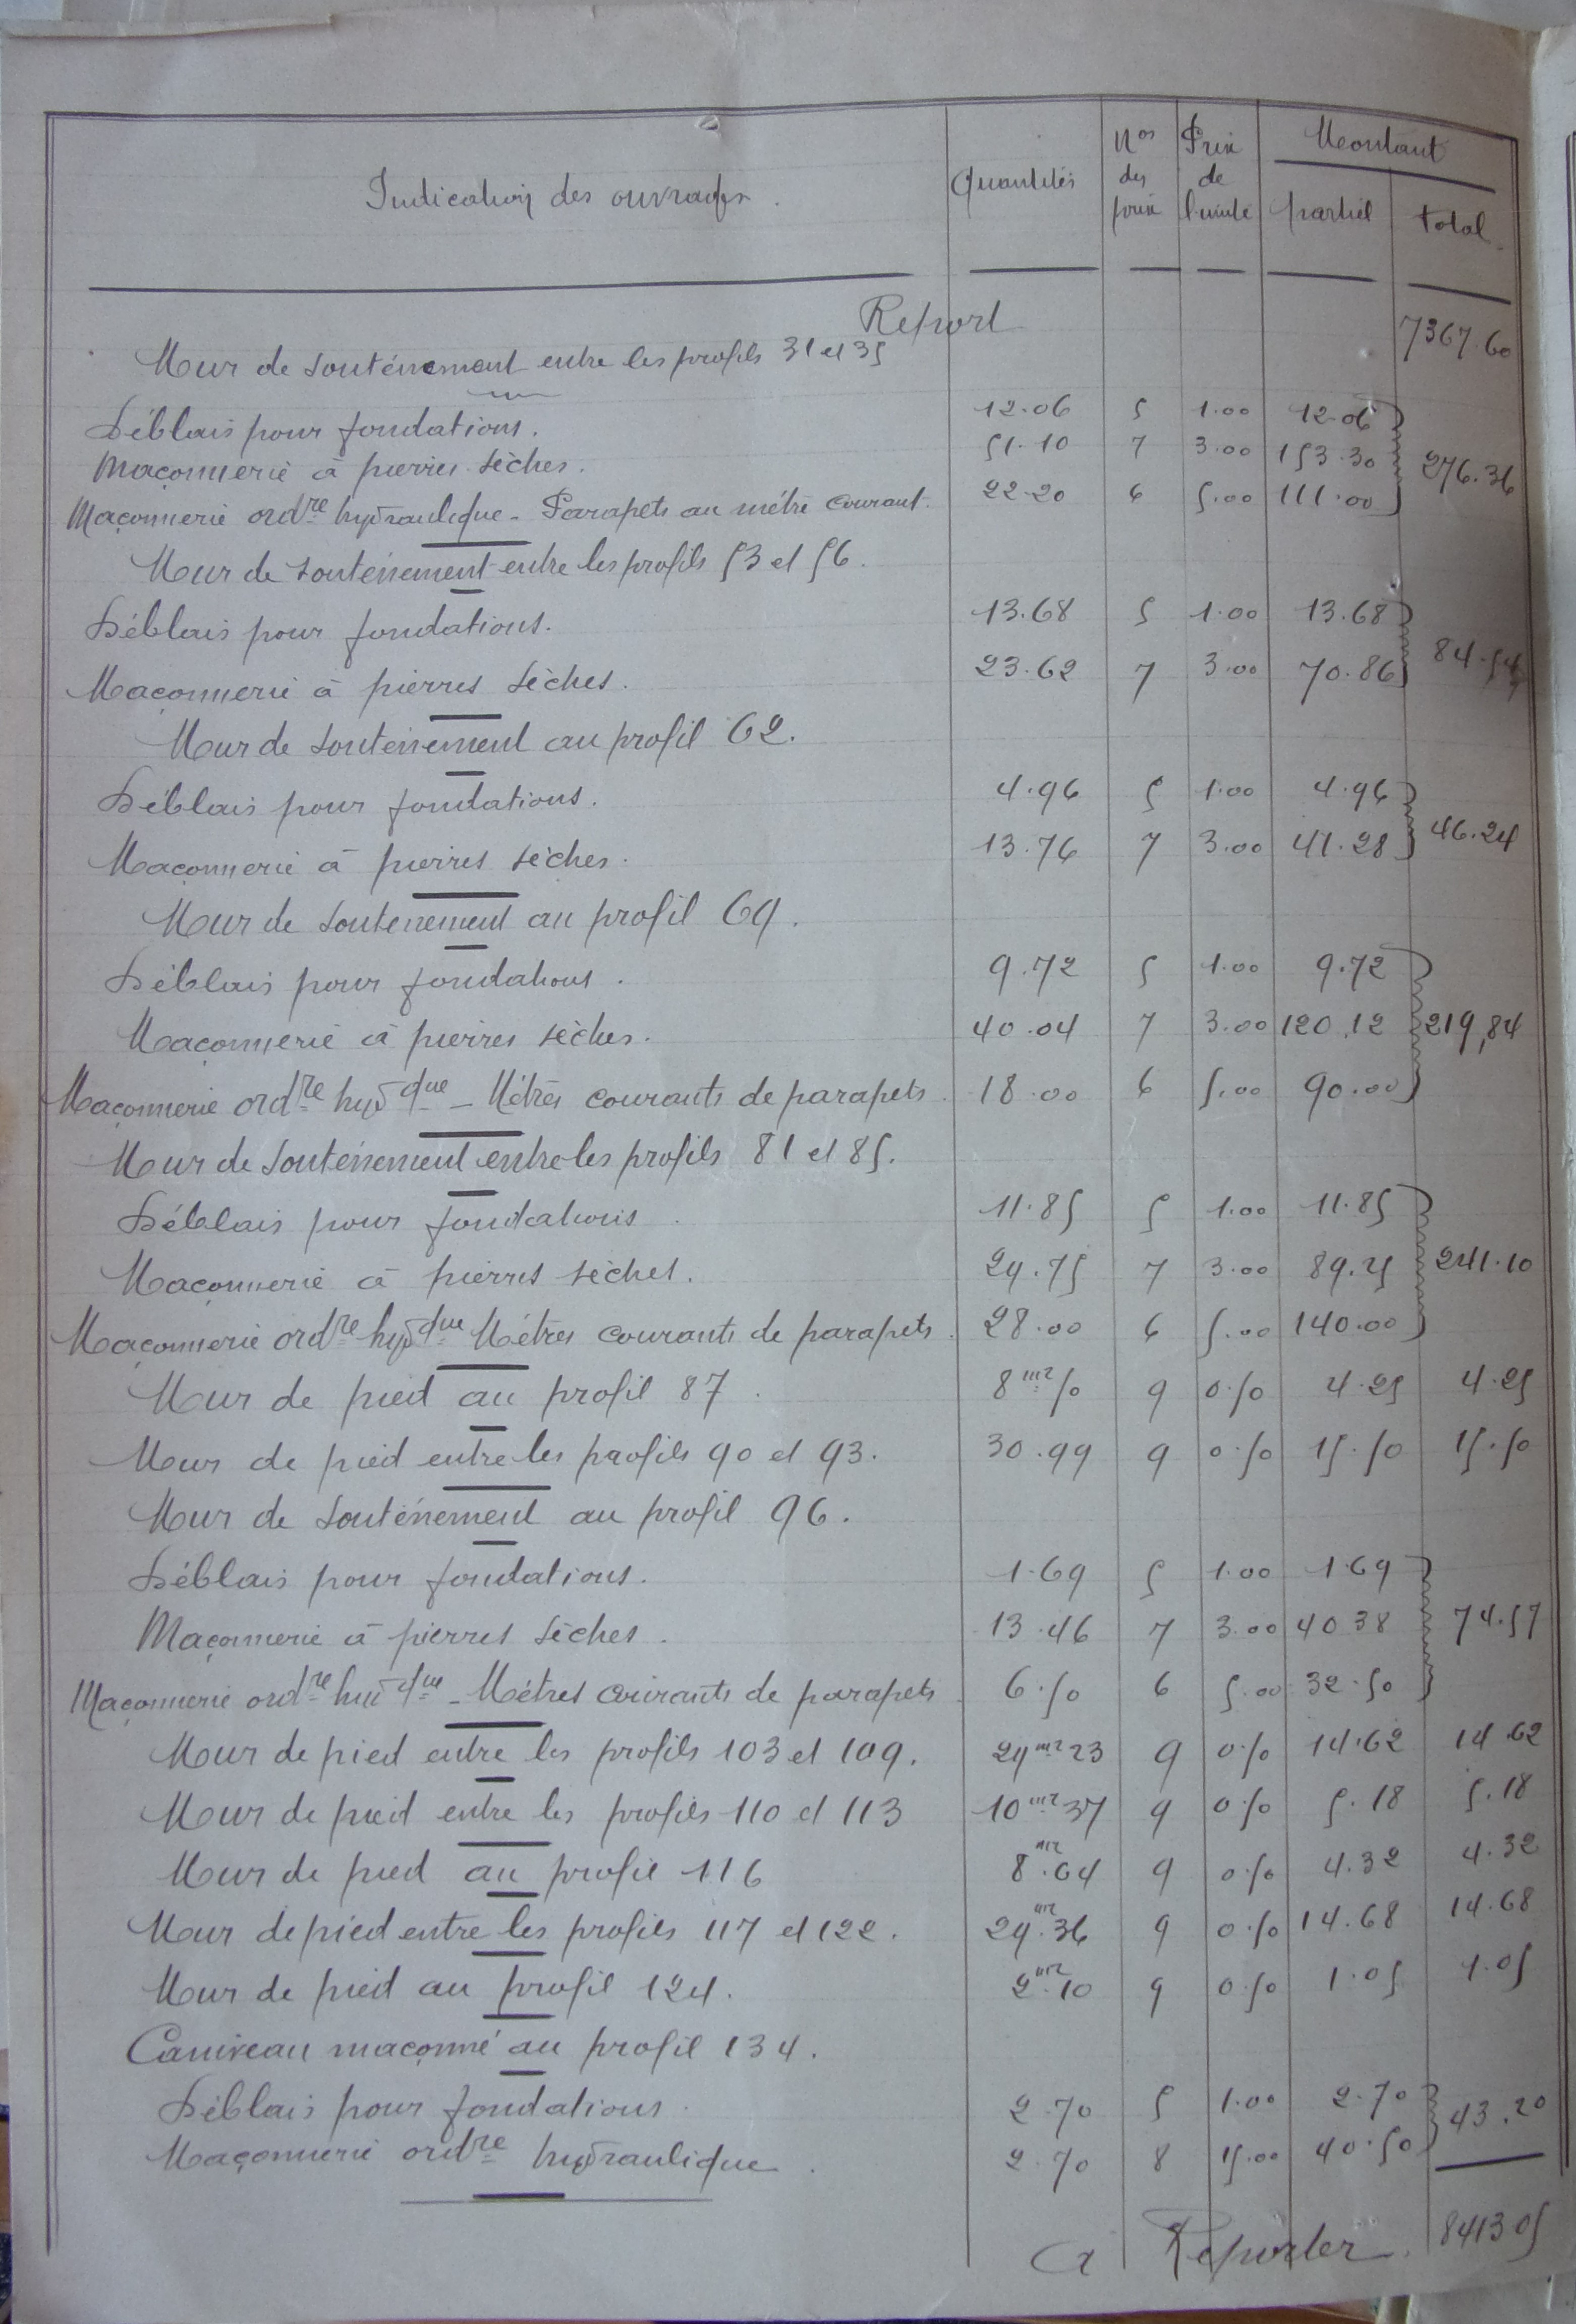 Indication des ouvrages. Quantités Nos des prix Prix de l'unité Montant partiel total
Report 7367.60
Mur de soutènement entre les profils 31 et 35
Déblais pour fondations. 12.06 5 1.00 12.06
Maçonnerie à pierres sèches. 51.10 7 3.00 153.30 276.36
Maçonnerie ordre hydraulique - Parapets au mètre courant. 22.20 6 5.00 111.00
Mur de soutènement entre les profils 53 et 56.
Déblais pour fondations. 13.68 5 1.00 13.68
Maçonnerie à pierres sèches. 23.62 7 3.00 70.86 84.54
Mur de soutènement au profil 62.
Déblais pour fondations. 4.96 5 1.00 4.96
Maçonnerie à pierres sèches. 13.76 7 3.00 41.28 46.24
Mur de soutènement au profil 69.
Déblais pour fondations. 9.72 5 1.00 9.72
Maçonnerie à pierres sèches. 40.04 7 3.00 120.12 219,84
Maçonnerie ordre hydque - Mètres courants de parapets. 18.00 6 5.00 90.00
Mur de soutènement entre les profils 81 et 85.
Déblais pour fondations. 11.85 5 1.00 11.85
Maçonnerie à pierres sèches. 29.75 7 3.00 89.25 241.10
Maçonnerie ordre hydque Mètres courants de parapets. 28.00 6 5.00 140.00
Mur de pied au profil 87. 8m2 50 9 0.50 4.25 4.25
Mur de pied entre les profils 90 et 93. 30.99 9 0.50 15.50 15.50
Mur de soutènement au profil 96.
Déblais pour fondations. 1.69 5 1.00 1.69
Maçonnerie à pierres sèches. 13.46 7 3.00 40.38 74.57
Maçonnerie ordre hydque - Mètres courants de parapets. 6.50 6 5.00 32.50
Mur de pied entre les profils 103 et 109. 29m2 23 9 0.50 14.62 14.62
Mur de pied entre les profils 110 et 113 10m2 37 9 0.50 5.18 5.18
Mur de pied au profil 116 8m2.64 9 0.50 4.32 4.32
Mur de pied entre les profils 117 et 122. 29m2.36 9 0.50 14.68 14.68
Mur de pied au profil 124. 2m2.10 9 0.50 1.05 1.05
Caniveau maçonné au profil 134.
Déblais pour fondations. 2.70 5 1.00 2.70 43.20
Maçonnerie ordre hydraulique. 2.70 8 15.00 40.50
A Reporter. 8413 05